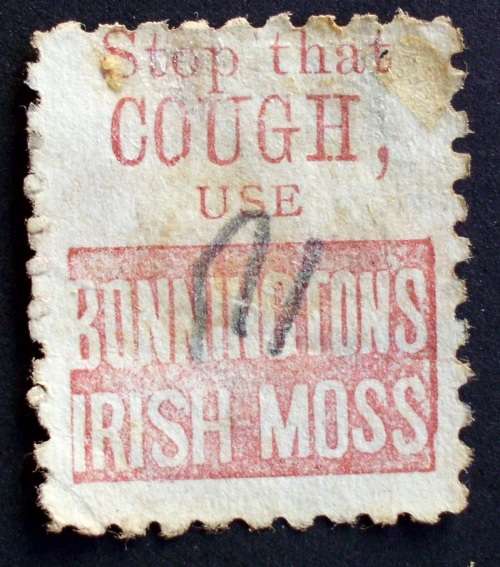 Stop that
COUGH,
USE
BONNINGTONS
IRISH MOSS